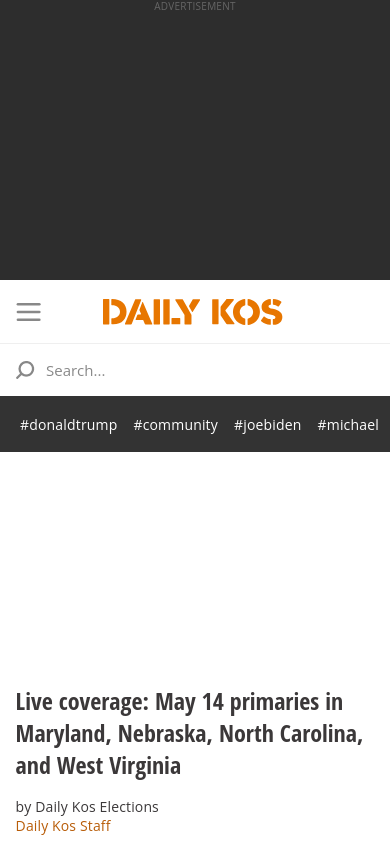 ADVERTISEMENT
DAILY KOS
Search...
#donaldtrump #community #joebiden #michael
Live coverage: May 14 primaries in
Maryland, Nebraska, North Carolina,
and West Virginia
by Daily Kos Elections
Daily Kos Staff